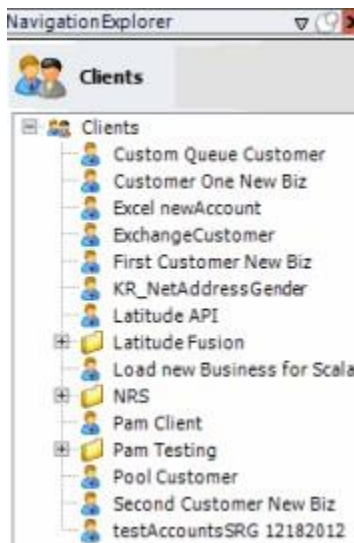 NavigationExplorer
Clients
Clients
Custom Queue Customer
Customer One New Biz
Excel newAccount
ExchangeCustomer
First Customer New Biz
KR_NetAddressGender
Latitude API
Latitude Fusion
Load new Business for Scala
NRS
Pam Client
Pam Testing
Pool Customer
Second Customer New Biz
testAccountsSRG 12182012